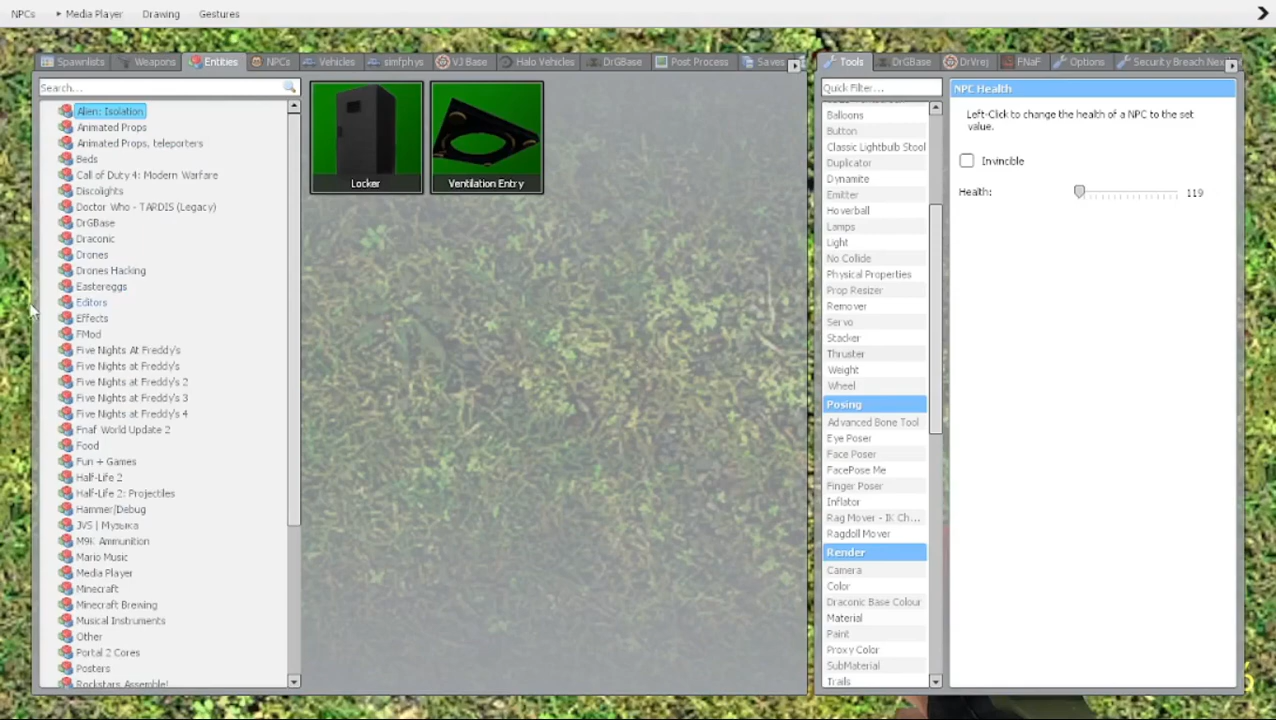 NPCs Media Player Drawing Gestures
Spawnlists Weapons Entities NPCs Vehicles simfphys VJ Base Halo Vehicles DrGBase Post Process Saves
Search...
Alien: Isolation
Animated Props
Animated Props, teleporters
Beds
Call of Duty 4: Modern Warfare
Discolights
Doctor Who - TARDIS (Legacy)
DrGBase
Draconic
Drones
Drones Hacking
Eastereggs
Editors
Effects
FMod
Five Nights At Freddy's
Five Nights at Freddy's
Five Nights at Freddy's 2
Five Nights at Freddy's 3
Five Nights at Freddy's 4
Fnaf World Update 2
Food
Fun + Games
Half-Life 2
Half-Life 2: Projectiles
Hammer/Debug
JVS | Музыка
M9K Ammunition
Mario Music
Media Player
Minecraft
Minecraft Brewing
Musical Instruments
Other
Portal 2 Cores
Posters
Rockstars Assemble!
Locker
Ventilation Entry
Tools DrGBase DrVrej FNaF Options Security Breach Nex
Quick Filter...
Balloons
Button
Classic Lightbulb Stool
Duplicator
Dynamite
Emitter
Hoverball
Lamps
Light
No Collide
Physical Properties
Prop Resizer
Remover
Servo
Stacker
Thruster
Weight
Wheel
Posing
Advanced Bone Tool
Eye Poser
Face Poser
FacePose Me
Finger Poser
Inflator
Rag Mover - IK Ch...
Ragdoll Mover
Render
Camera
Color
Draconic Base Colour
Material
Paint
Proxy Color
SubMaterial
Trails
NPC Health
Left-Click to change the health of a NPC to the set
value.
Invincible
Health: 119